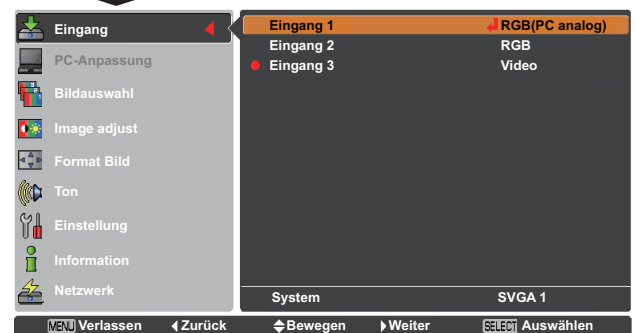 Eingang
PC-Anpassung
Bildauswahl
Image adjust
Format Bild
Ton
Einstellung
Information
Netzwerk
Eingang 1 RGB(PC analog)
Eingang 2 RGB
Eingang 3 Video
System SVGA 1
MENU Verlassen Zurück Bewegen Weiter SELECT Auswählen